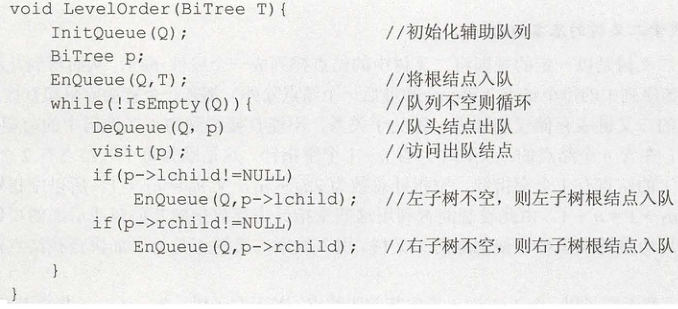 void LevelOrder(BiTree T){
    InitQueue(Q);                //初始化辅助队列
    BiTree p;
    EnQueue(Q,T);                //将根结点入队
    while(!IsEmpty(Q)){          //队列不空则循环
        DeQueue(Q, p)            //队头结点出队
        visit(p);                //访问出队结点
        if(p->lchild!=NULL)
            EnQueue(Q,p->lchild);    //左子树不空，则左子树根结点入队
        if(p->rchild!=NULL)
            EnQueue(Q,p->rchild);    //右子树不空，则右子树根结点入队
    }
}